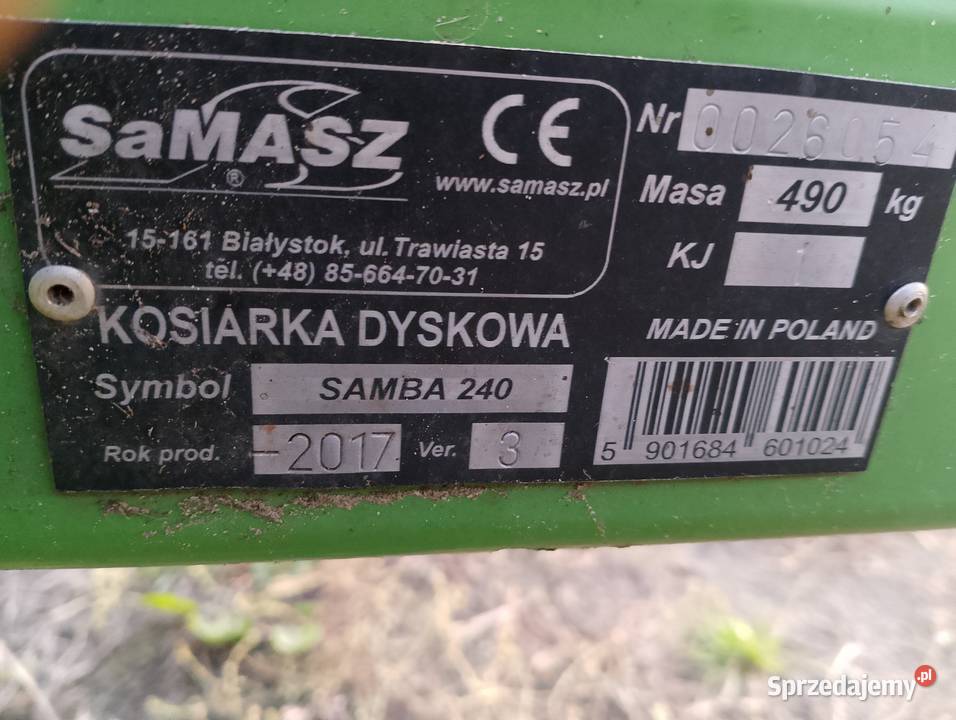 SaMASZ
®
CE
www.samasz.pl
15-161 Białystok, ul. Trawiasta 15
tel. (+48) 85-664-70-31
Nr 0026054
Masa 490 kg
KJ 1
KOSIARKA DYSKOWA
MADE IN POLAND
Symbol SAMBA 240
Rok prod. -2017 Ver. 3
5 901684 601024
Sprzedajemy.pl